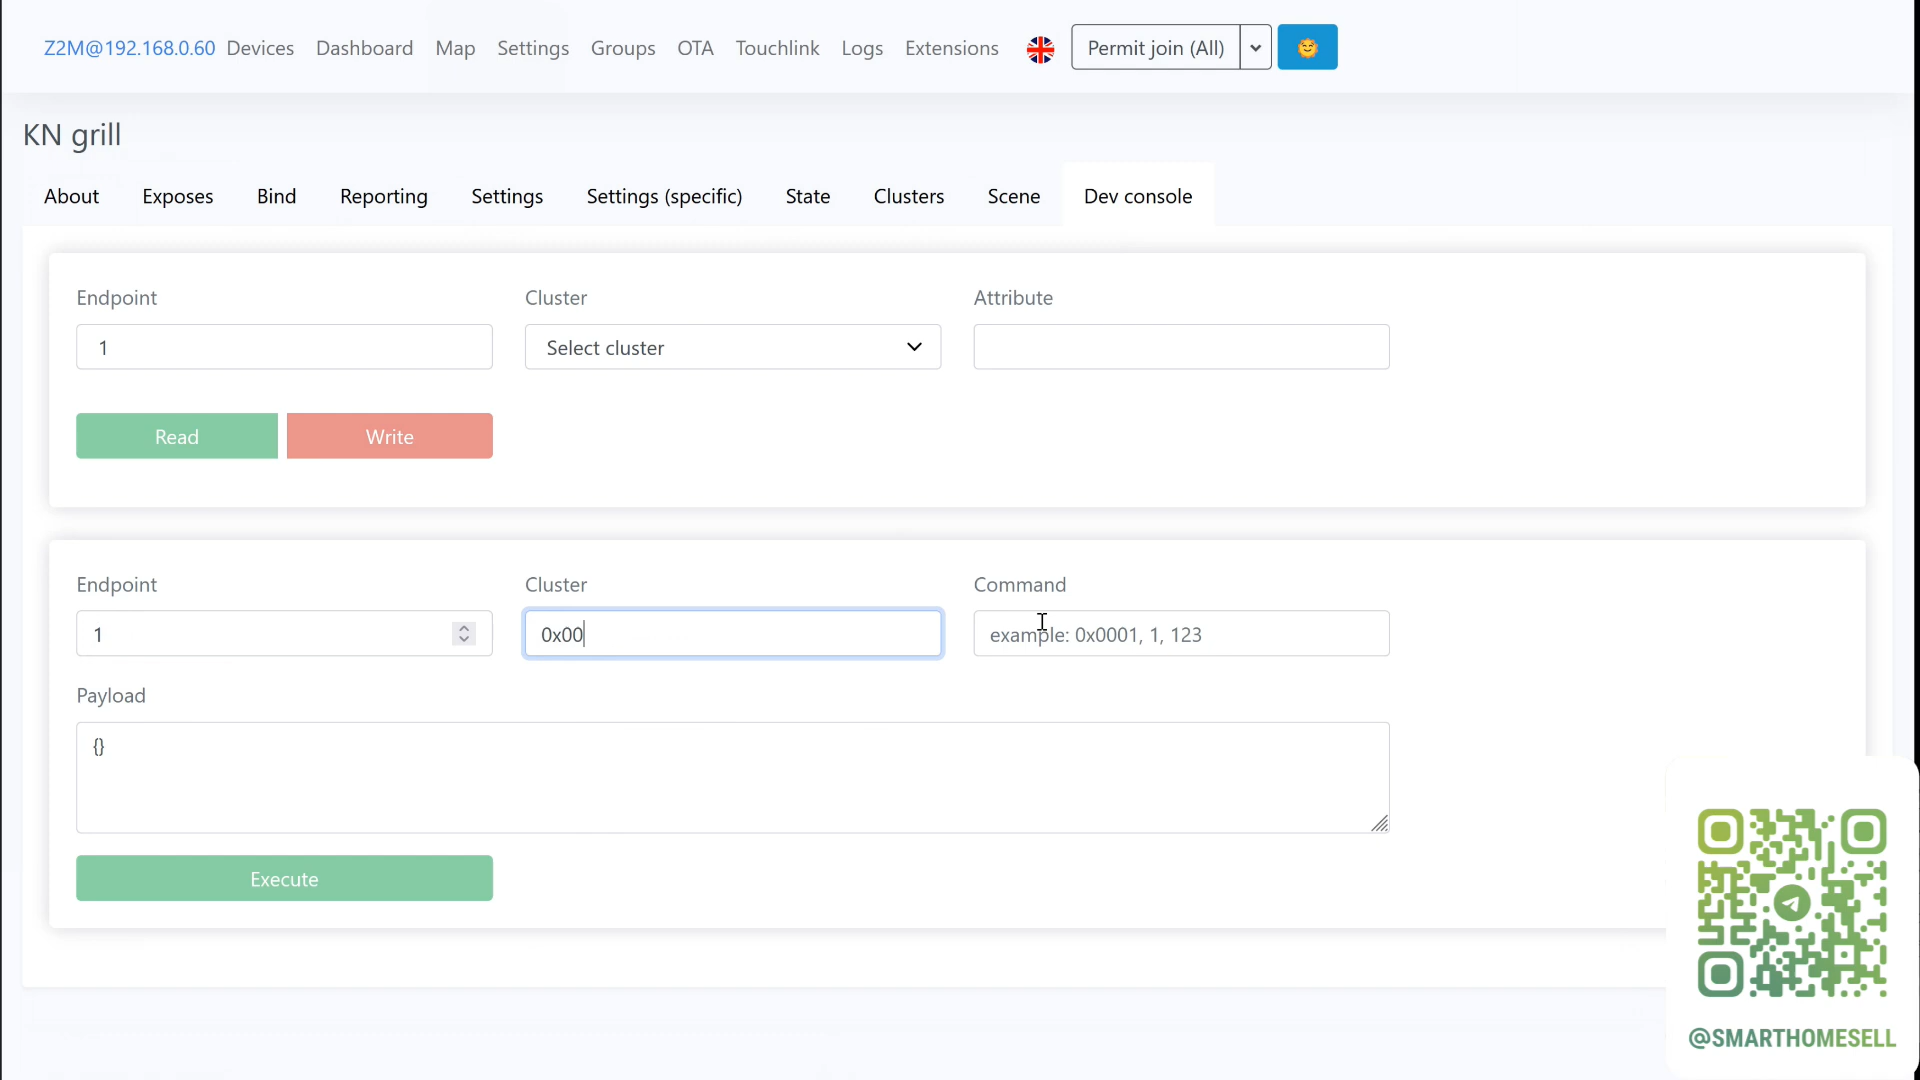 Z2M@192.168.0.60 Devices Dashboard Map Settings Groups OTA Touchlink Logs Extensions Permit join (All)
KN grill
About Exposes Bind Reporting Settings Settings (specific) State Clusters Scene Dev console
Endpoint Cluster Attribute
1 Select cluster
Read Write
Endpoint Cluster Command
1 0x00 example: 0x0001, 1, 123
Payload
{}
Execute
@SMARTHOMESELL